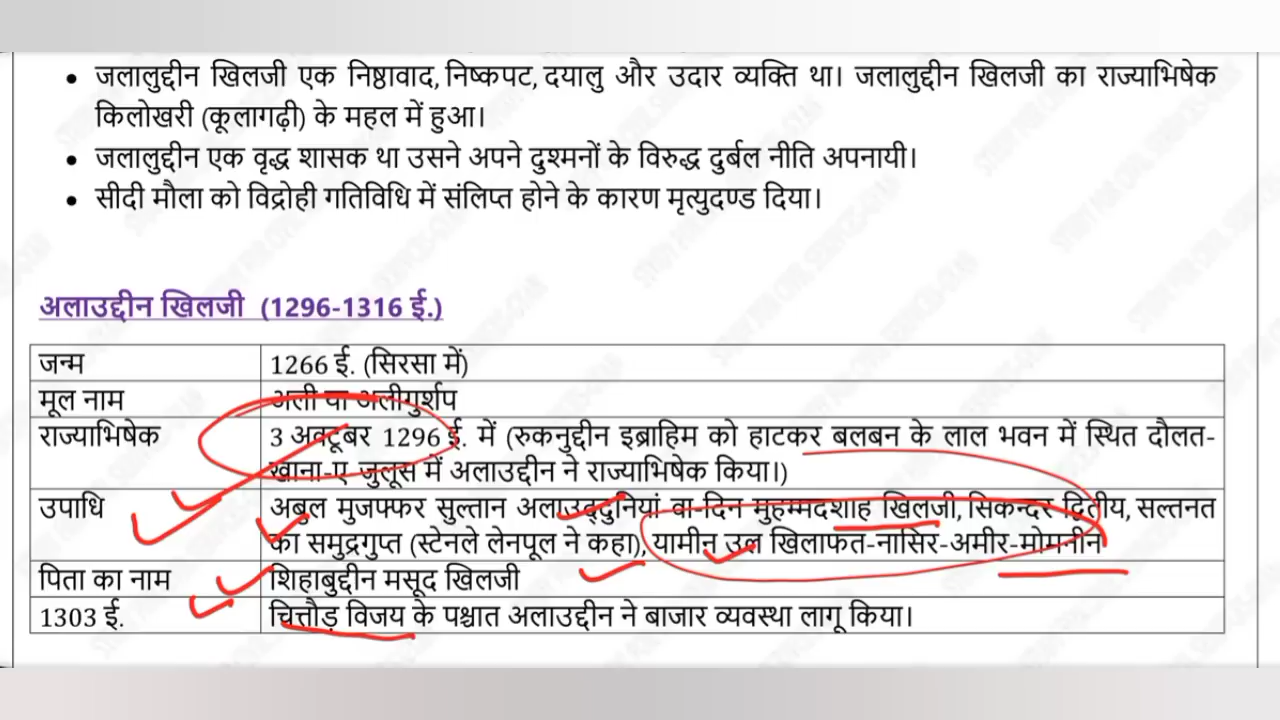 • जलालुद्दीन खिलजी एक निष्ठावाद, निष्कपट, दयालु और उदार व्यक्ति था। जलालुद्दीन खिलजी का राज्याभिषेक
किलोखरी (कूलागढ़ी) के महल में हुआ।
• जलालुद्दीन एक वृद्ध शासक था उसने अपने दुश्मनों के विरुद्ध दुर्बल नीति अपनायी।
• सीदी मौला को विद्रोही गतिविधि में संलिप्त होने के कारण मृत्युदण्ड दिया।
अलाउद्दीन खिलजी (1296-1316 ई.)
जन्म 1266 ई. (सिरसा में)
मूल नाम अली या अलीगुर्शप
राज्याभिषेक 3 अक्टूबर 1296 ई. में (रुकनुद्दीन इब्राहिम को हाटकर बलबन के लाल भवन में स्थित दौलत-
खाना-ए-जुलूस में अलाउद्दीन ने राज्याभिषेक किया।)
उपाधि अबुल मुजफ्फर सुल्तान अलाउद्दुनियां वा-दिन मुहम्मदशाह खिलजी, सिकन्दर द्वितीय, सल्तनत
का समुद्रगुप्त (स्टेनले लेनपूल ने कहा), यामीन उल खिलाफत-नासिर-अमीर-मोमनीन
पिता का नाम शिहाबुद्दीन मसूद खिलजी
1303 ई. चित्तौड़ विजय के पश्चात अलाउद्दीन ने बाजार व्यवस्था लागू किया।